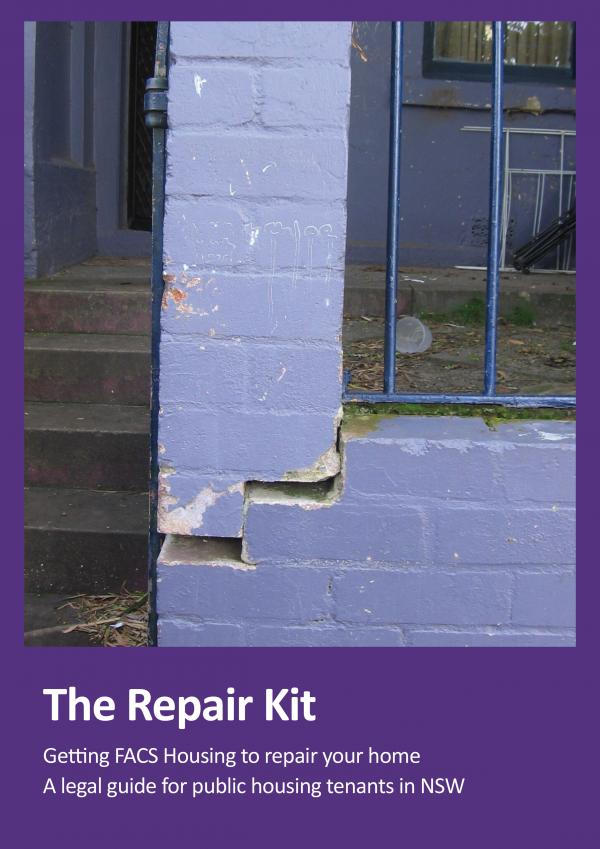 The Repair Kit
Getting FACS Housing to repair your home
A legal guide for public housing tenants in NSW